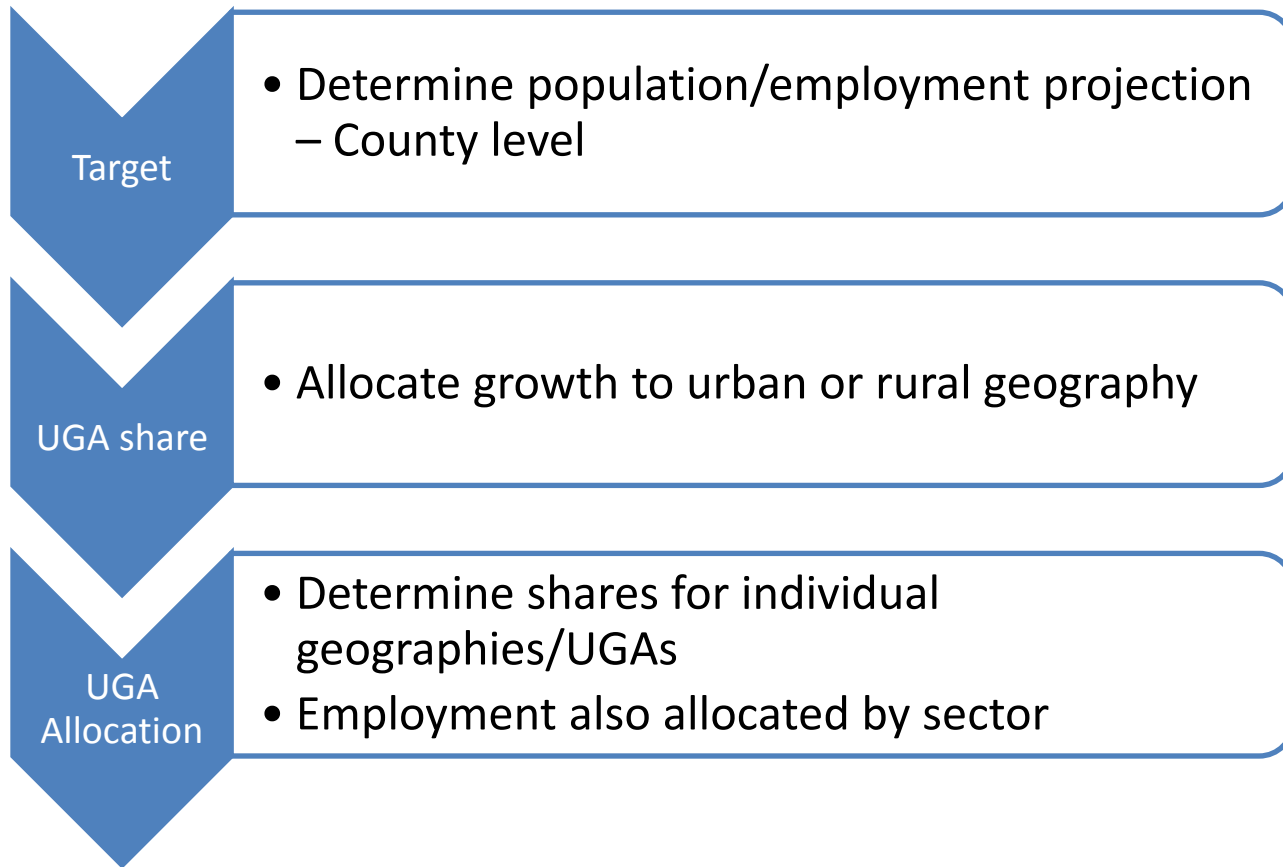 Target
• Determine population/employment projection
– County level
UGA share
• Allocate growth to urban or rural geography
UGA
Allocation
• Determine shares for individual
geographies/UGAs
• Employment also allocated by sector